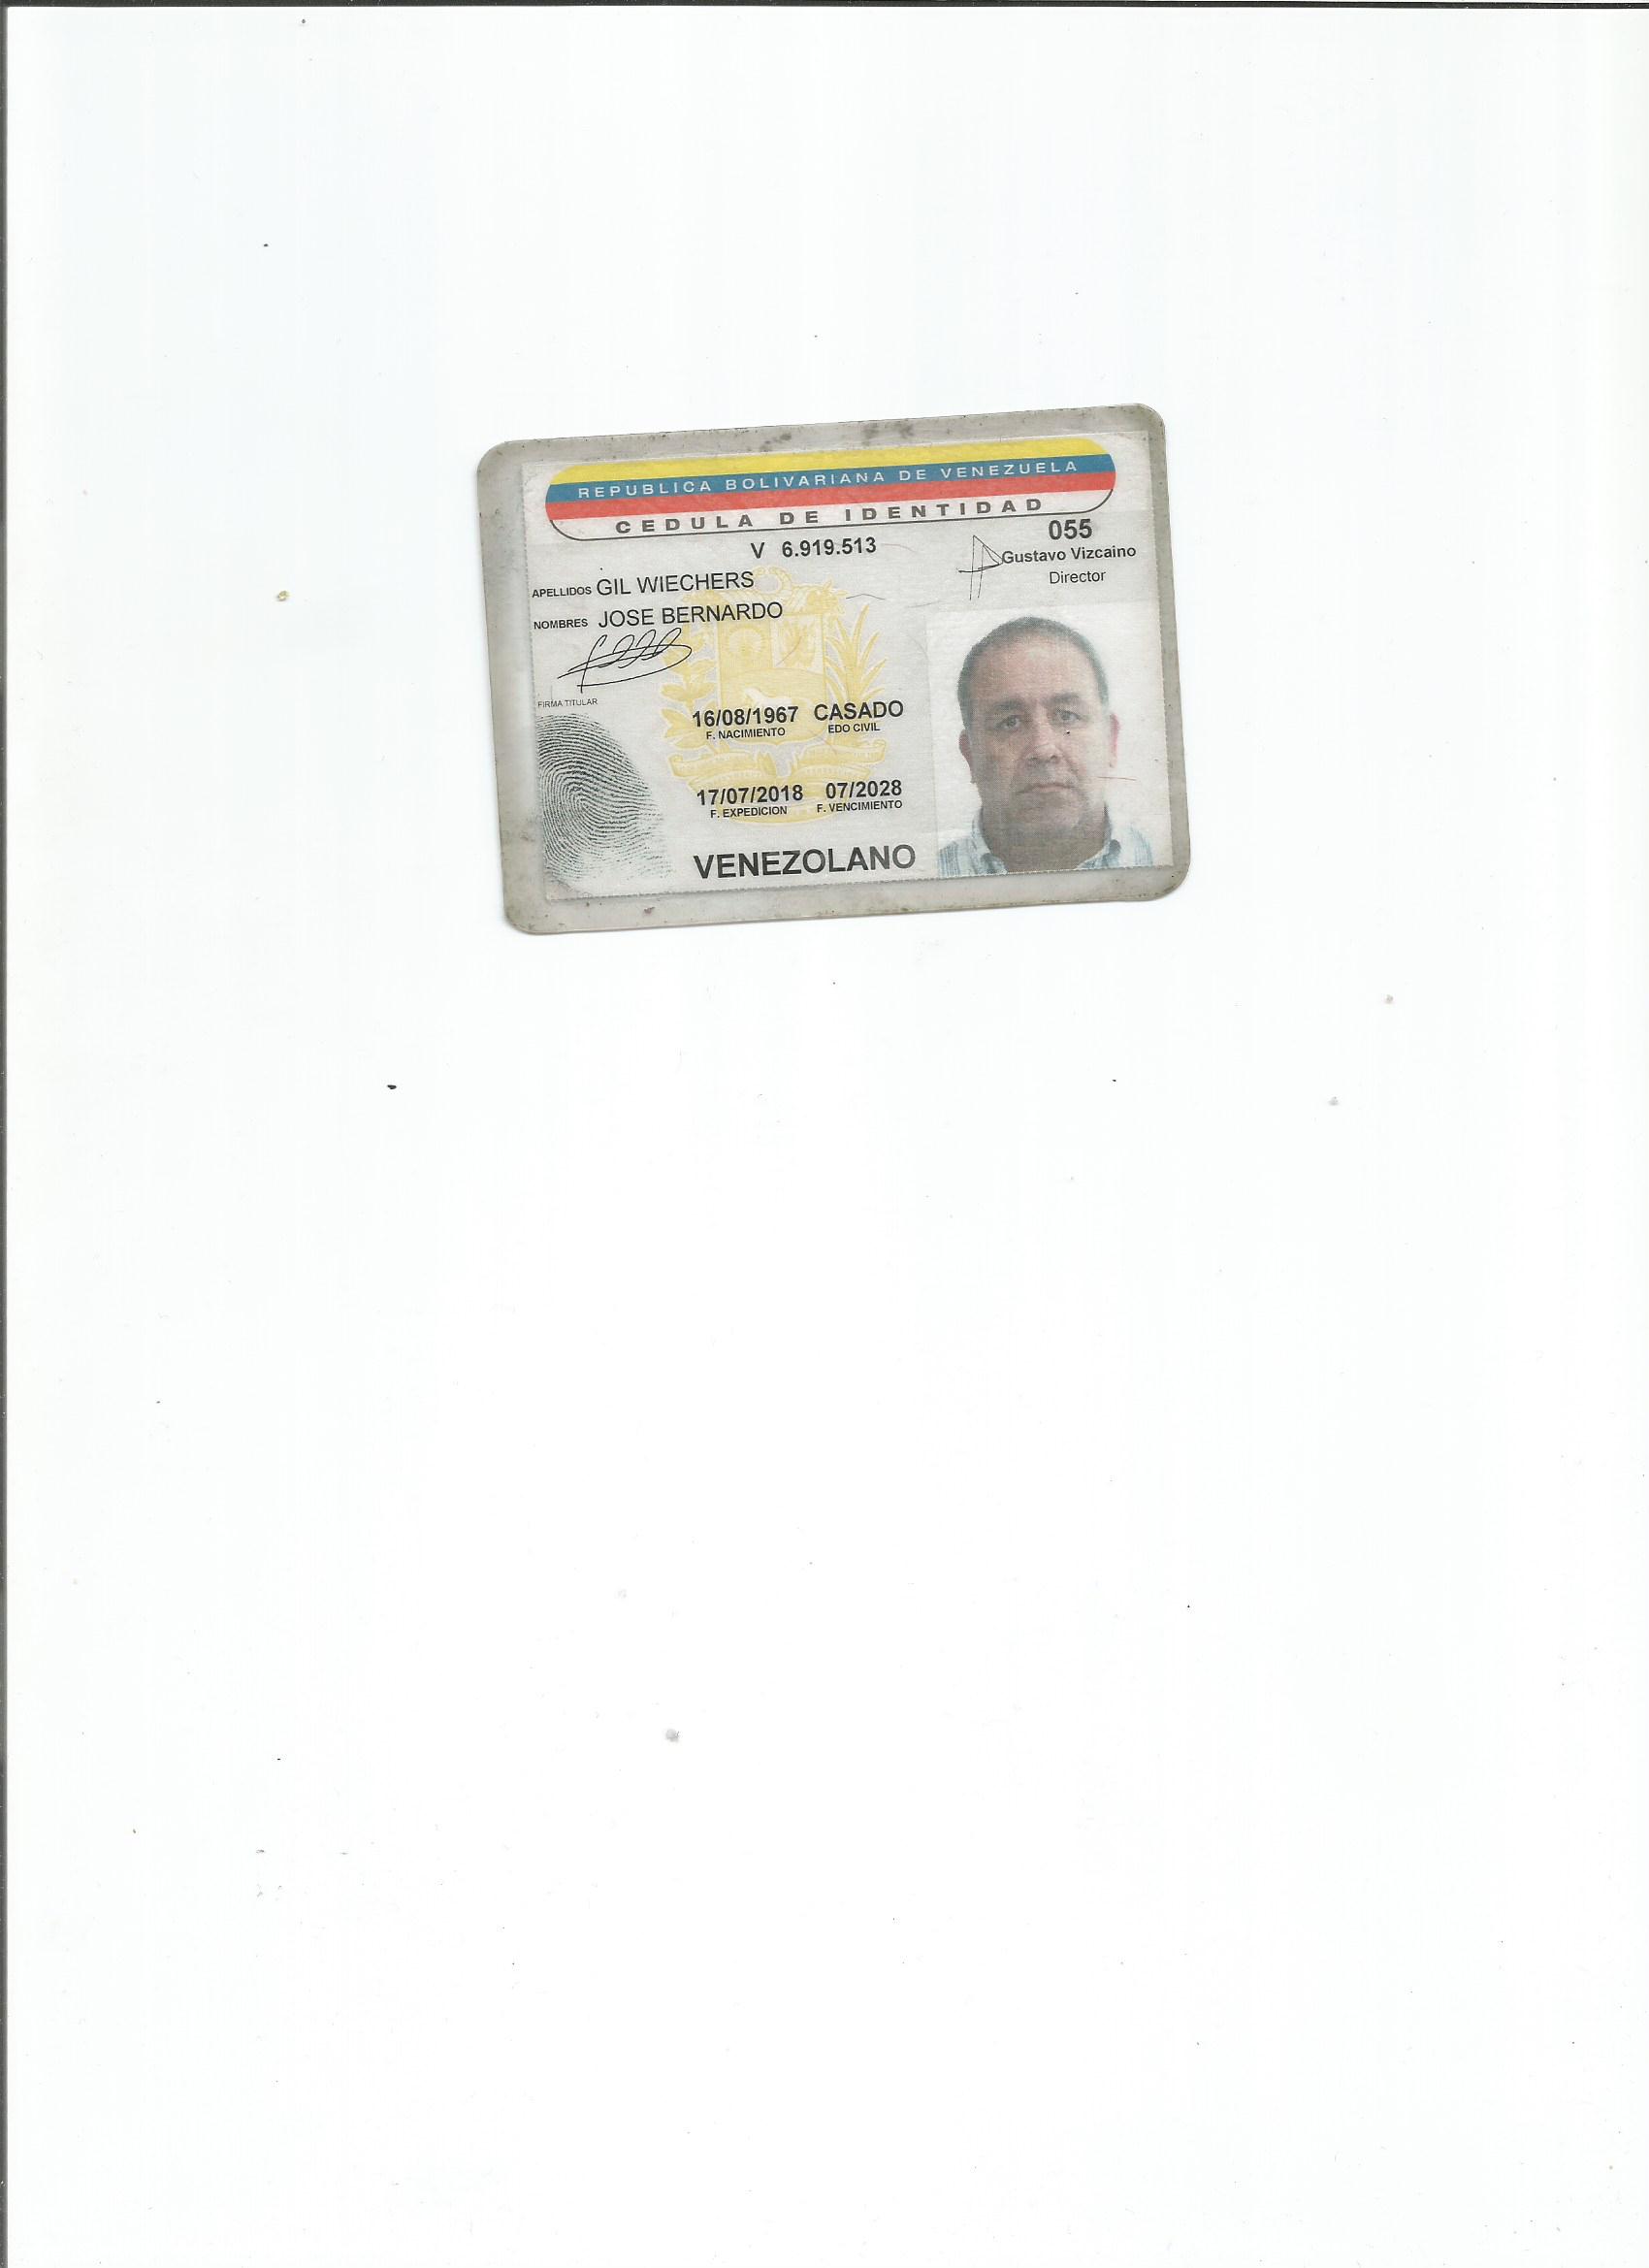 REPUBLICA BOLIVARIANA DE VENEZUELA
CEDULA DE IDENTIDAD
V 6.919.513
055
Gustavo Vizcaino
Director
APELLIDOS GIL WIECHERS
NOMBRES JOSE BERNARDO
FIRMA TITULAR
16/08/1967 CASADO
F. NACIMIENTO EDO CIVIL
17/07/2018 07/2028
F. EXPEDICION F. VENCIMIENTO
VENEZOLANO